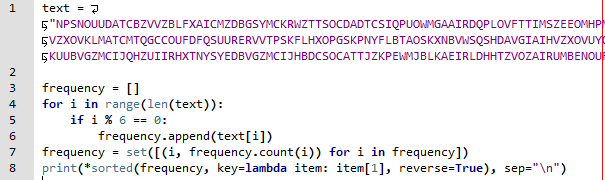 1 text =
"NPSNOUUDATCBZVVZBLFXAICMZDBGSYMCKRWZTTSOCDADTCSIQPUOWMGAAIRDQPLOVFTTIMSZEEOMHP
VZXOVKLMATCMTQGCCOUFDFQSUURERVVTPSKFLHXOPGSKPNYFLBTAOSKXNBVWSQSHDAVGIAIHVZXOVUY
KUUBVGZMCIJQHZUIIRHXTNYSYEDBVGZMCIJHBDCSOCATTJZKPEWMJBLKAEIRLDHHTZVOZAIRUMBENOU
2
3 frequency = []
4 for i in range(len(text)):
5 if i % 6 == 0:
6 frequency.append(text[i])
7 frequency = set([(i, frequency.count(i)) for i in frequency])
8 print(*sorted(frequency, key=lambda item: item[1], reverse=True), sep="\n")